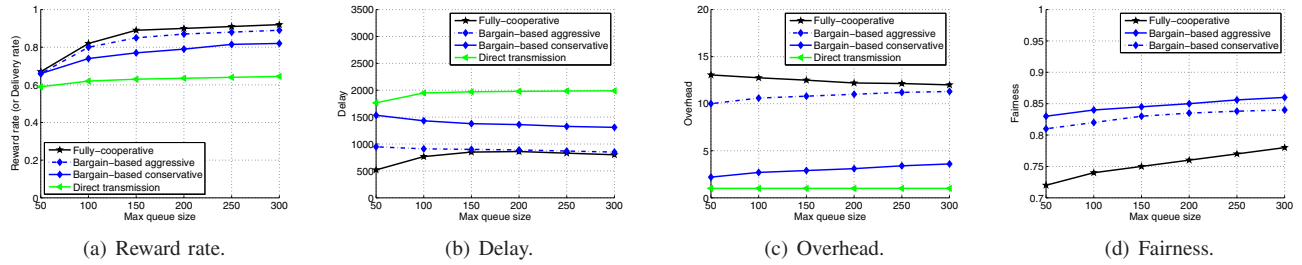 Reward rate (or Delivery rate)
1
0.8
0.6
0.4
0.2
0
50
100
150
200
250
300
Max queue size
Fully-cooperative
Bargain-based aggressive
Bargain-based conservative
Direct transmission
(a) Reward rate.
Delay
3500
3000
2500
2000
1500
1000
500
0
50
100
150
200
250
300
Max queue size
Fully-cooperative
Bargain-based aggressive
Bargain-based conservative
Direct transmission
(b) Delay.
Overhead
20
15
10
5
0
50
100
150
200
250
300
Max queue size
Fully-cooperative
Bargain-based aggressive
Bargain-based conservative
Direct transmission
(c) Overhead.
Fairness
1
0.95
0.9
0.85
0.8
0.75
0.7
50
100
150
200
250
300
Max queue size
Fully-cooperative
Bargain-based aggressive
Bargain-based conservative
(d) Fairness.